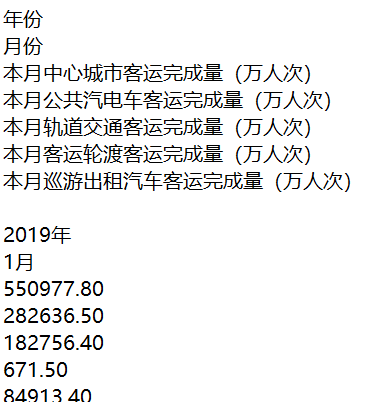 年份
月份
本月中心城市客运完成量（万人次）
本月公共汽电车客运完成量（万人次）
本月轨道交通客运完成量（万人次）
本月客运轮渡客运完成量（万人次）
本月巡游出租汽车客运完成量（万人次）
2019年
1月
550977.80
282636.50
182756.40
671.50
84913.40